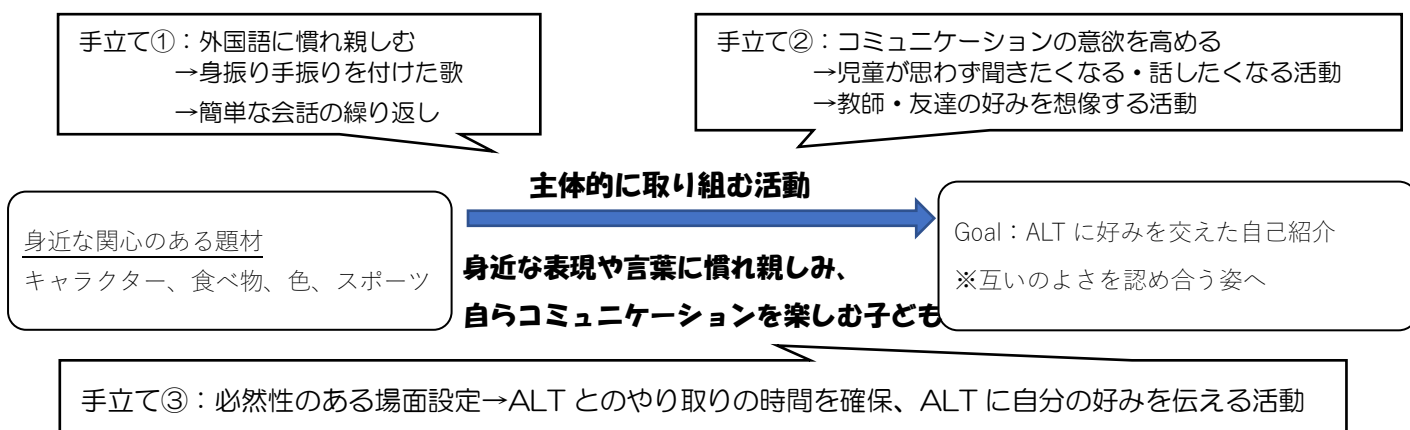 手立て①：外国語に慣れ親しむ
→身振り手振りを付けた歌
→簡単な会話の繰り返し
手立て②：コミュニケーションの意欲を高める
→児童が思わず聞きたくなる・話したくなる活動
→教師・友達の好みを想像する活動
主体的に取り組む活動
身近な関心のある題材
キャラクター、食べ物、色、スポーツ
身近な表現や言葉に慣れ親しみ、
自らコミュニケーションを楽しむ子ども
Goal：ALT に好みを交えた自己紹介
※互いのよさを認め合う姿へ
手立て③：必然性のある場面設定→ALT とのやり取りの時間を確保、ALT に自分の好みを伝える活動